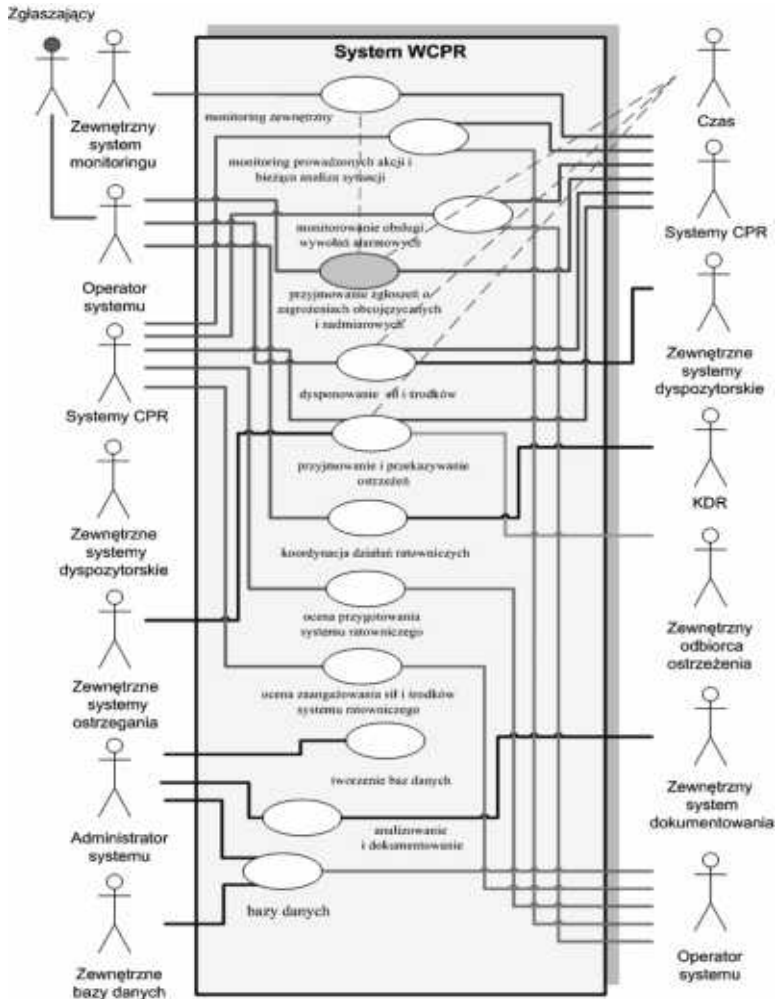 Zgłaszający
System WCPR
Zewnętrzny
system
monitoringu
Operator
systemu
Systemy CPR
Zewnętrzne
systemy
dyspozytorskie
Zewnętrzne
systemy
ostrzegania
Administrator
systemu
Zewnętrzne
bazy danych
monitoring zewnętrzny
monitoring prowadzonych akcji i
bieżąca analiza sytuacji
monitorowanie obsługi
wywołań alarmowych
przyjmowanie zgłoszeń o
zagrożeniach obcojęzycznych
i nadmiarowych
dysponowanie sił i środków
przyjmowanie i przekazywanie
ostrzeżeń
koordynacja działań ratowniczych
ocena przygotowania
systemu ratowniczego
ocena zaangażowania sił i środków
systemu ratowniczego
tworzenie baz danych
analizowanie
i dokumentowanie
bazy danych
Czas
Systemy CPR
Zewnętrzne
systemy
dyspozytorskie
KDR
Zewnętrzny
odbiorca
ostrzeżenia
Zewnętrzny
system
dokumentowania
Operator
systemu